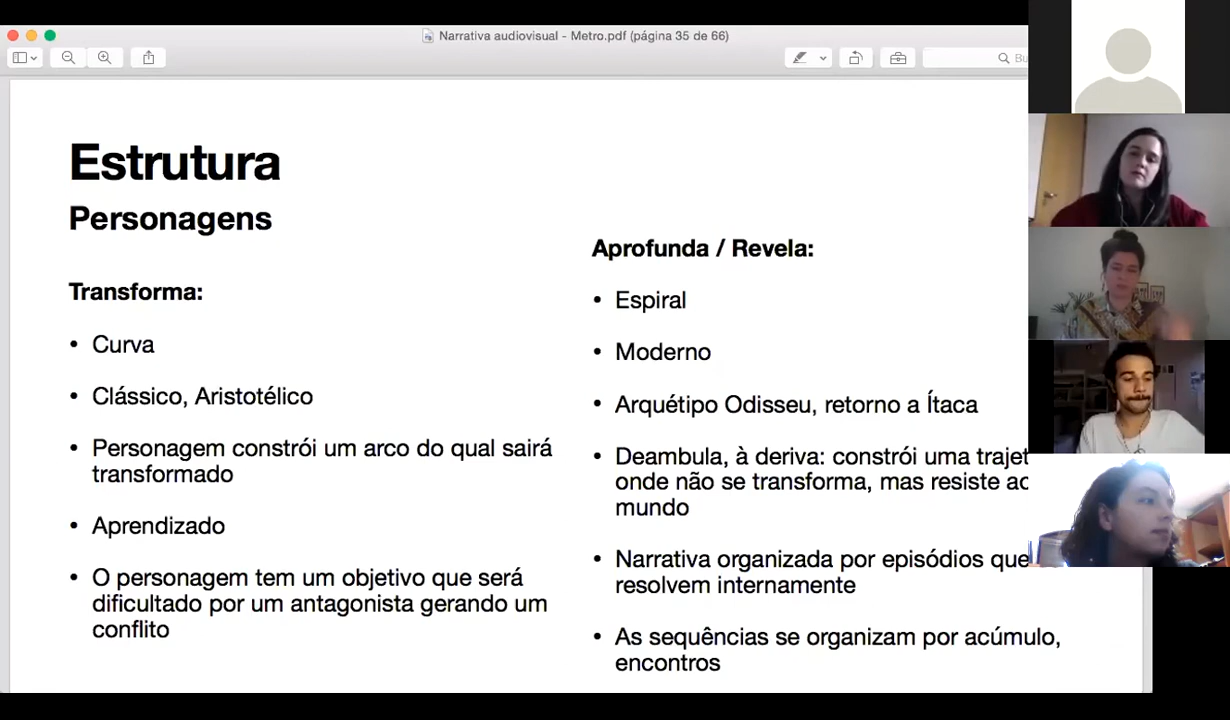 Narrativa audiovisual - Metro.pdf (página 35 de 66)
Estrutura
Personagens
Transforma:
• Curva
• Clássico, Aristotélico
• Personagem constrói um arco do qual sairá
transformado
• Aprendizado
• O personagem tem um objetivo que será
dificultado por um antagonista gerando um
conflito
Aprofunda / Revela:
• Espiral
• Moderno
• Arquétipo Odisseu, retorno a Ítaca
• Deambula, à deriva: constrói uma
onde não se transforma, mas resiste
mundo
• Narrativa organizada por episódios que
resolvem internamente
• As sequências se organizam por acúmulo,
encontros